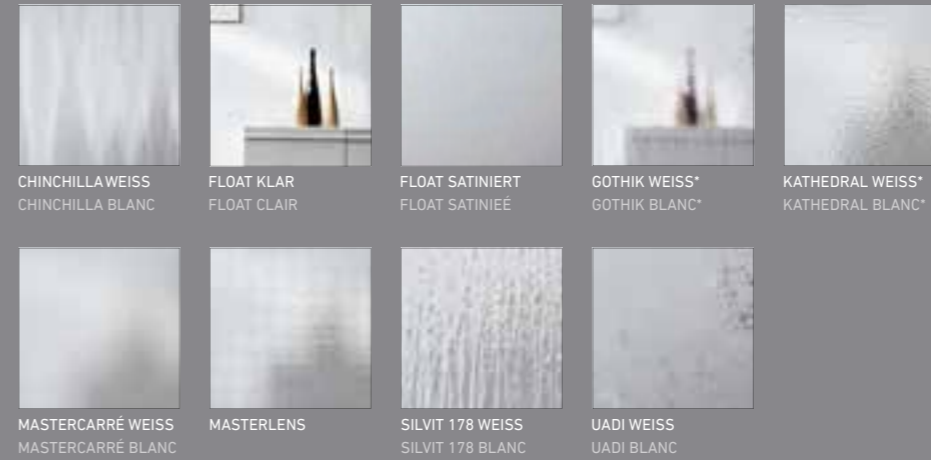 CHINCHILLA WEISS
CHINCHILLA BLANC
FLOAT KLAR
FLOAT CLAIR
FLOAT SATINIERT
FLOAT SATINIEÉ
GOTHIK WEISS*
GOTHIK BLANC*
KATHEDRAL WEISS*
KATHEDRAL BLANC*
MASTERCARRÉ WEISS
MASTERCARRÉ BLANC
MASTERLENS
SILVIT 178 WEISS
SILVIT 178 BLANC
UADI WEISS
UADI BLANC